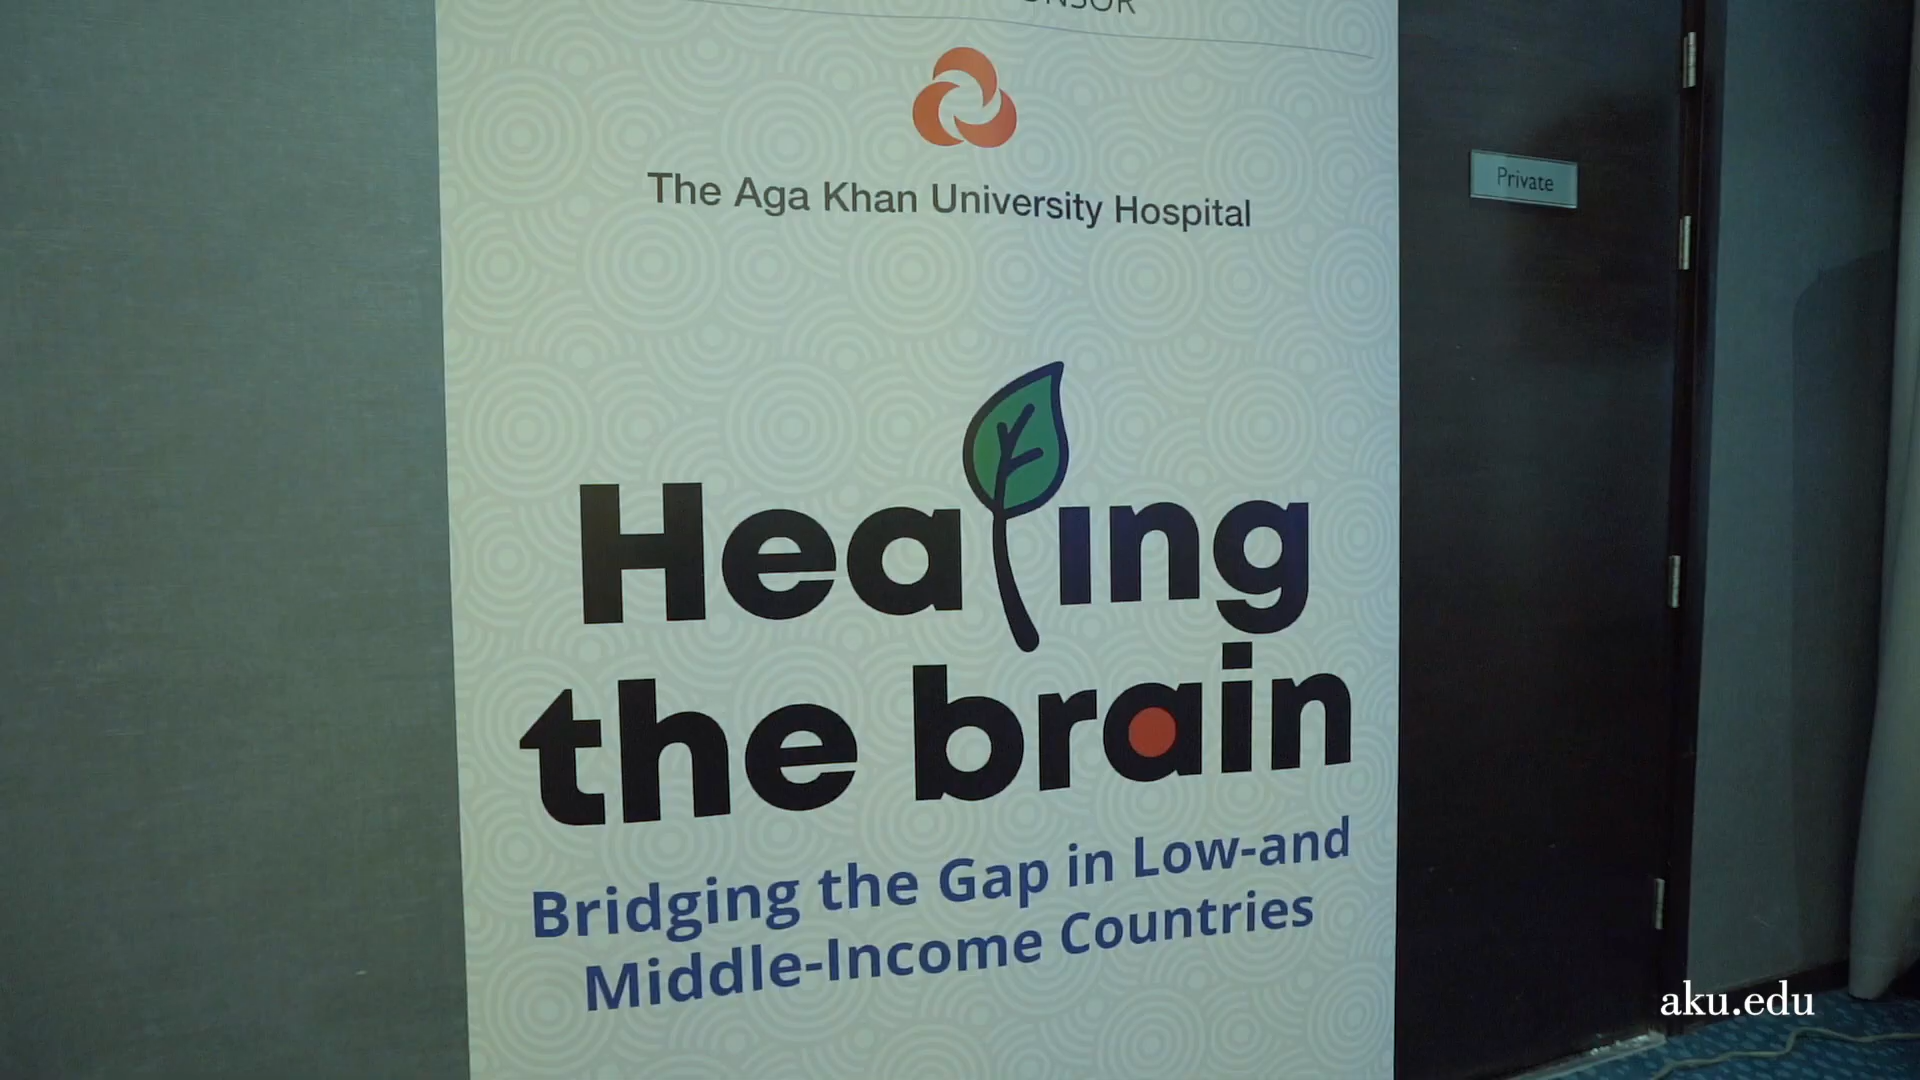 The Aga Khan University Hospital
Private
Healing
the brain
Bridging the Gap in Low-and
Middle-Income Countries
aku.edu